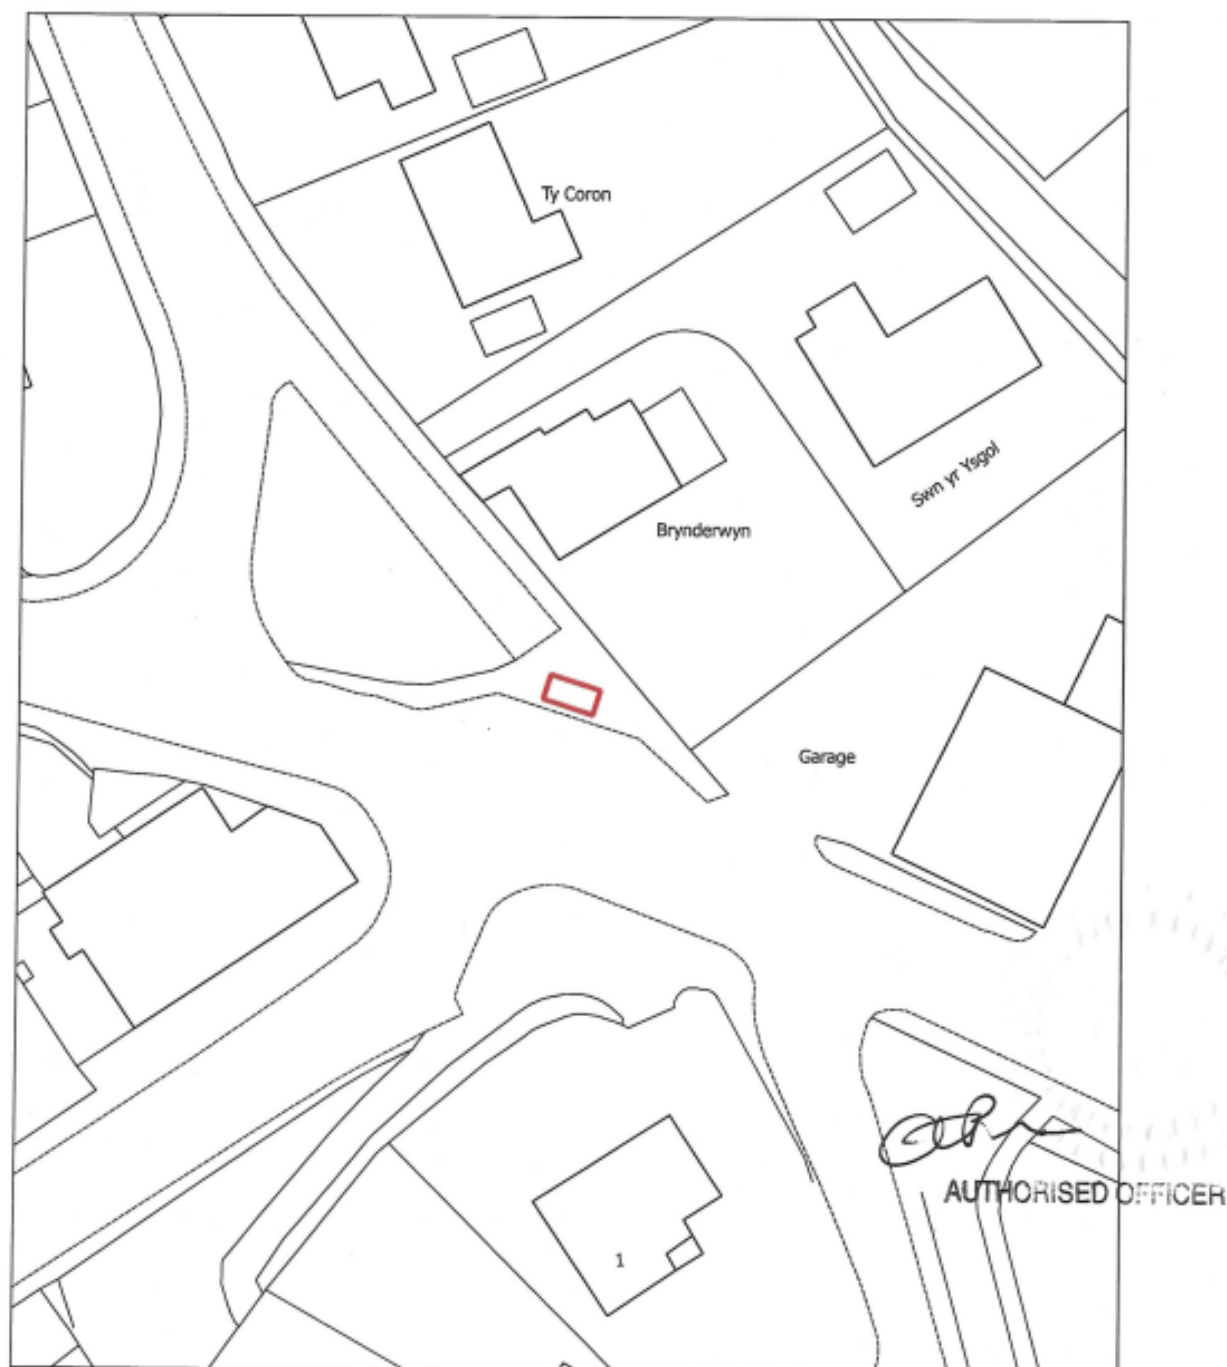 Ty Coron
Swn yr Ysgol
Brynderwyn
Garage
1
AUTHORISED OFFICER